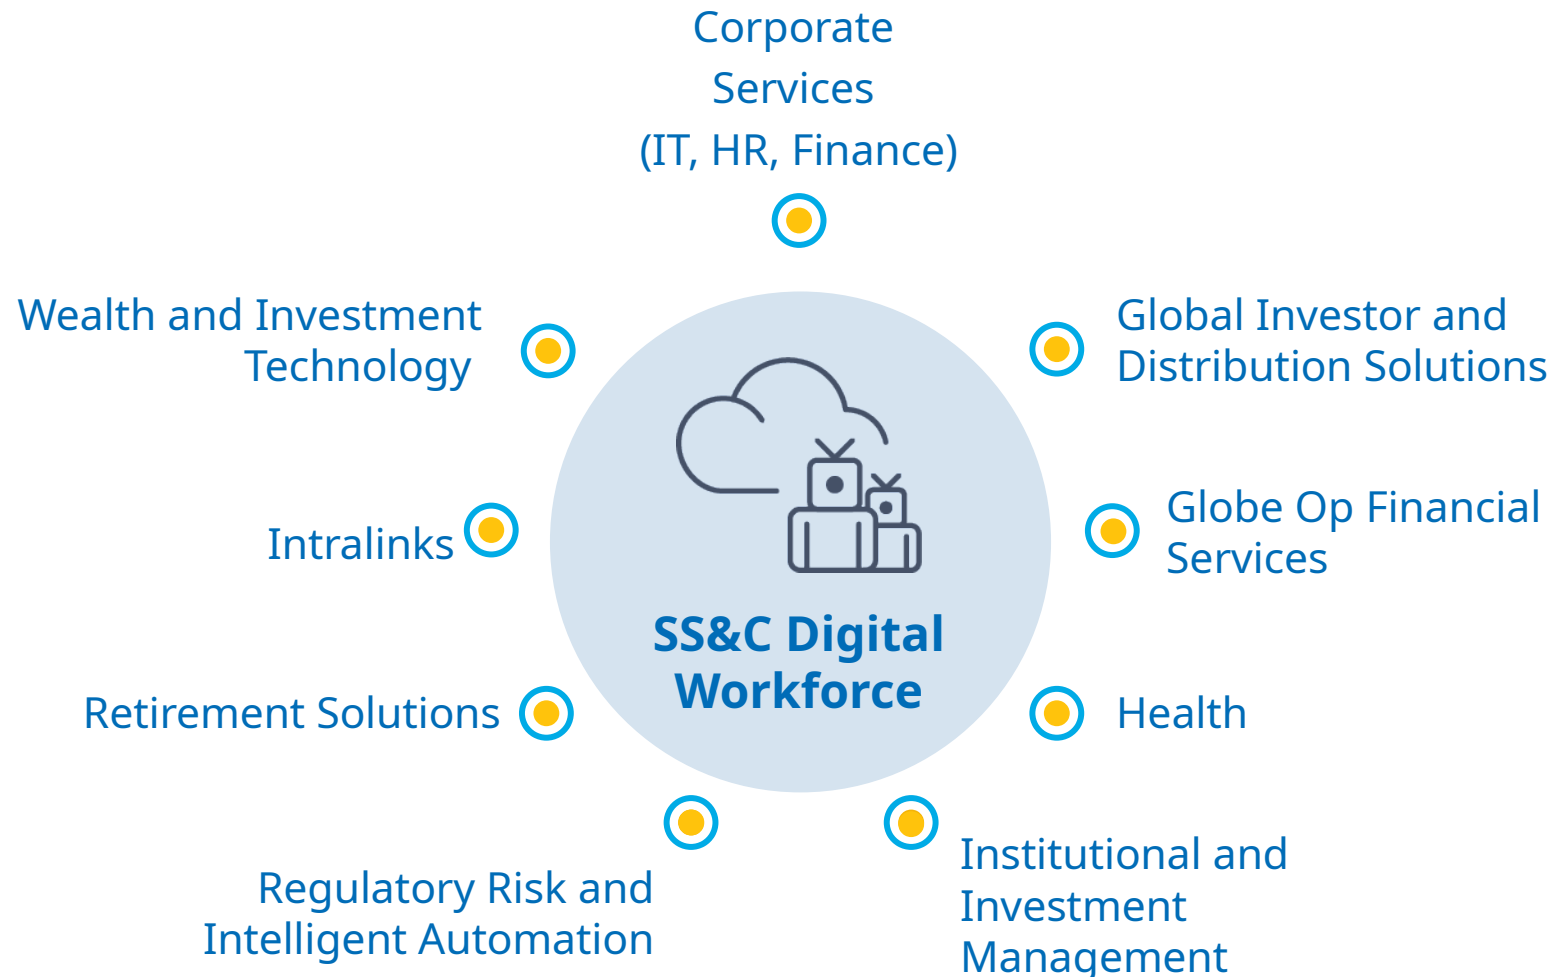 Corporate
Services
(IT, HR, Finance)
Wealth and Investment
Technology
Global Investor and
Distribution Solutions
Intralinks
Globe Op Financial
Services
SS&C Digital
Workforce
Retirement Solutions
Health
Regulatory Risk and
Intelligent Automation
Institutional and
Investment
Management